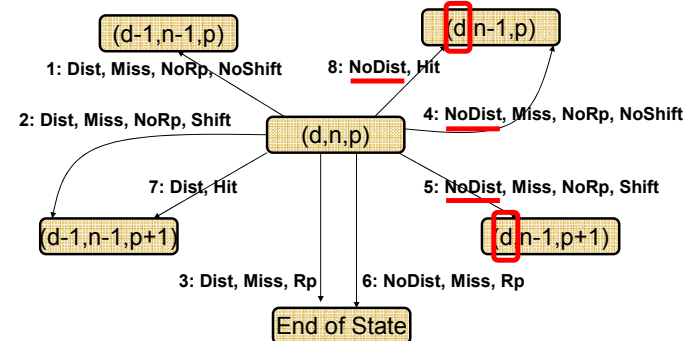 (d-1,n-1,p)
(d,n-1,p)
1: Dist, Miss, NoRp, NoShift
8: NoDist, Hit
2: Dist, Miss, NoRp, Shift
4: NoDist, Miss, NoRp, NoShift
(d,n,p)
7: Dist, Hit
5: NoDist, Miss, NoRp, Shift
(d-1,n-1,p+1)
(d,n-1,p+1)
3: Dist, Miss, Rp
6: NoDist, Miss, Rp
End of State